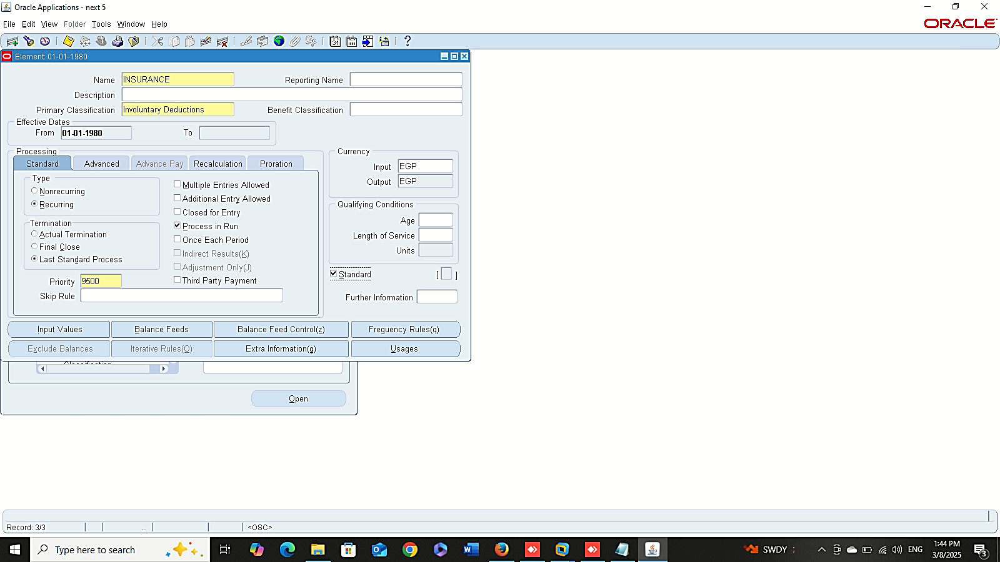 Oracle Applications - next 5
File Edit View Folder Tools Window Help
ORACLE
Element: 01-01-1980
Name INSURANCE Reporting Name
Description
Primary Classification Involuntary Deductions Benefit Classification
Effective Dates
From 01-01-1980 To
Processing
Standard Advanced Advance Pay Recalculation Proration
Type
Nonrecurring
Recurring
Termination
Actual Termination
Final Close
Last Standard Process
Priority 9500
Skip Rule
Multiple Entries Allowed
Additional Entry Allowed
Closed for Entry
Process in Run
Once Each Period
Indirect Results(K)
Adjustment Only(J)
Third Party Payment
Currency
Input EGP
Output EGP
Qualifying Conditions
Age
Length of Service
Units
Standard [ ]
Further Information
Input Values Balance Feeds Balance Feed Control(z) Frequency Rules(q)
Exclude Balances Iterative Rules(O) Extra Information(g) Usages
Classification
Open
Record: 3/3 ... <OSC>
Type here to search SWDY ENG 1:44 PM
3/8/2025 3